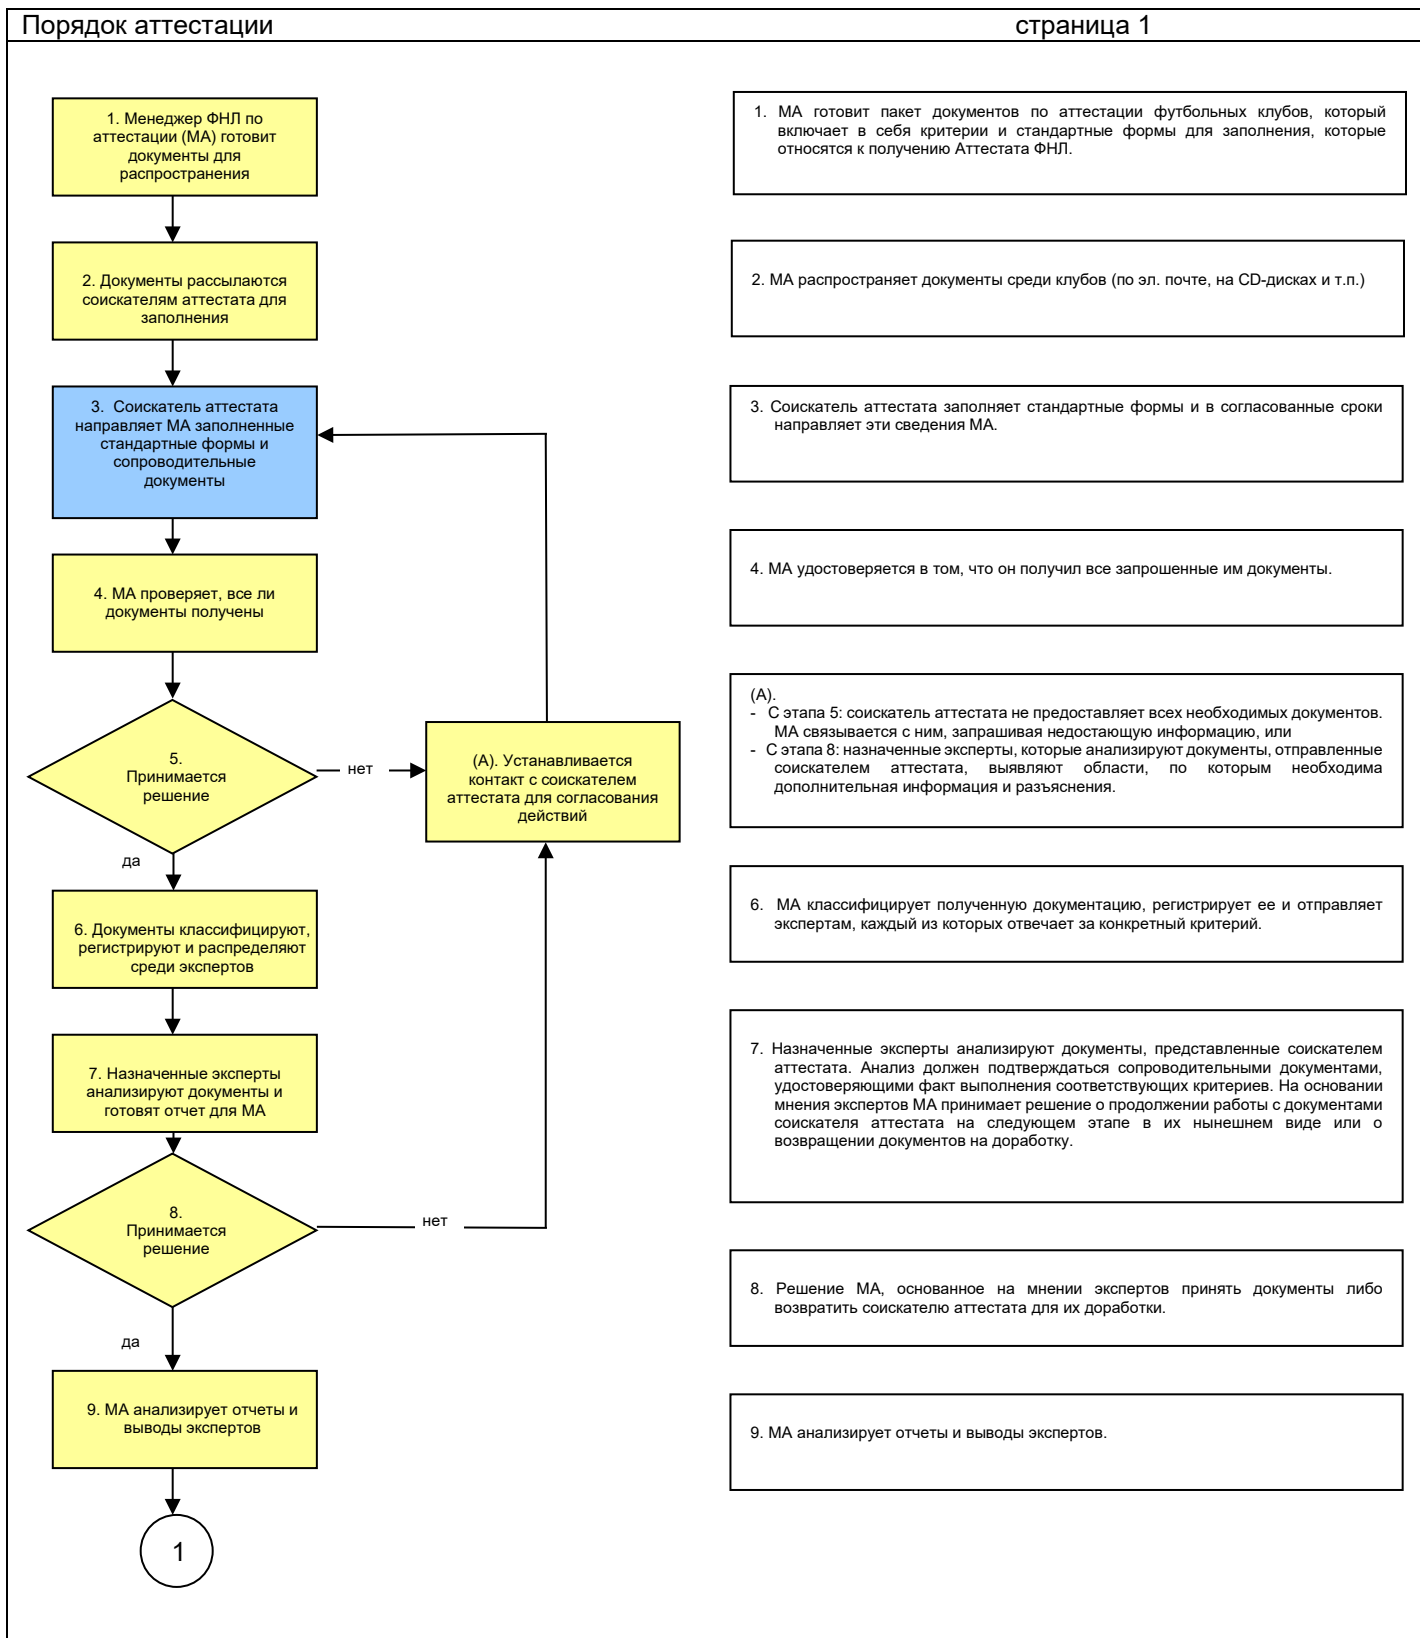 Порядок аттестации страница 1
1. Менеджер ФНЛ по
аттестации (МА) готовит
документы для
распространения
1. МА готовит пакет документов по аттестации футбольных клубов, который
включает в себя критерии и стандартные формы для заполнения, которые
относятся к получению Аттестата ФНЛ.
2. Документы рассылаются
соискателям аттестата для
заполнения
2. МА распространяет документы среди клубов (по эл. почте, на CD-дисках и т.п.)
3. Соискатель аттестата
направляет МА заполненные
стандартные формы и
сопроводительные
документы
3. Соискатель аттестата заполняет стандартные формы и в согласованные сроки
направляет эти сведения МА.
4. МА проверяет, все ли
документы получены
4. МА удостоверяется в том, что он получил все запрошенные им документы.
5.
Принимается
решение
нет
(А). Устанавливается
контакт с соискателем
аттестата для согласования
действий
(А).
- С этапа 5: соискатель аттестата не предоставляет всех необходимых документов.
МА связывается с ним, запрашивая недостающую информацию, или
- С этапа 8: назначенные эксперты, которые анализируют документы, отправленные
соискателем аттестата, выявляют области, по которым необходима
дополнительная информация и разъяснения.
да
6. Документы классифицируют,
регистрируют и распределяют
среди экспертов
6. МА классифицирует полученную документацию, регистрирует ее и отправляет
экспертам, каждый из которых отвечает за конкретный критерий.
7. Назначенные эксперты
анализируют документы и
готовят отчет для МА
7. Назначенные эксперты анализируют документы, представленные соискателем
аттестата. Анализ должен подтверждаться сопроводительными документами,
удостоверяющими факт выполнения соответствующих критериев. На основании
мнения экспертов МА принимает решение о продолжении работы с документами
соискателя аттестата на следующем этапе в их нынешнем виде или о
возвращении документов на доработку.
8.
Принимается
решение
нет
8. Решение МА, основанное на мнении экспертов принять документы либо
возвратить соискателю аттестата для их доработки.
да
9. МА анализирует отчеты и
выводы экспертов
9. МА анализирует отчеты и выводы экспертов.
1